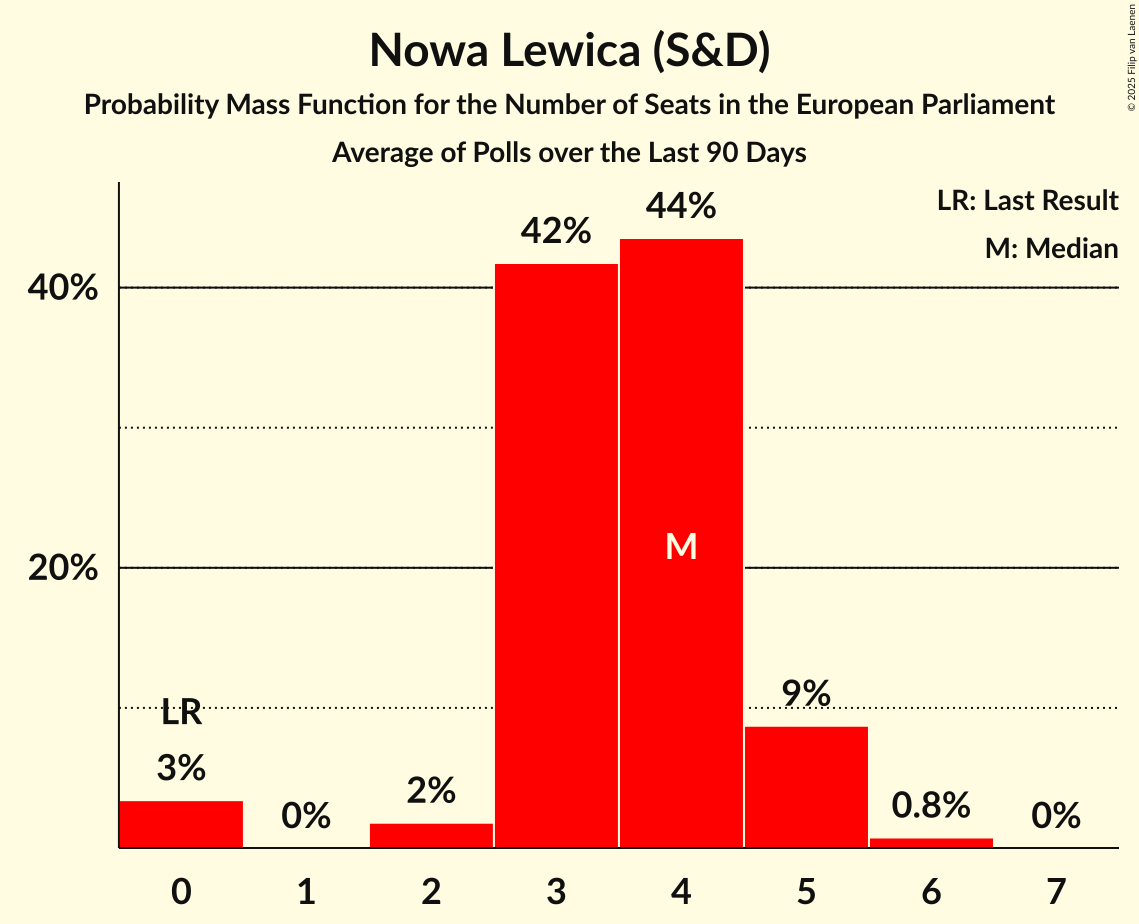 Nowa Lewica (S&D)
Probability Mass Function for the Number of Seats in the European Parliament
Average of Polls over the Last 90 Days
© 2025 Filip van Laenen
LR: Last Result
M: Median
40%
20%
LR
3%
0%
2%
42%
44%
M
9%
0.8%
0%
0 1 2 3 4 5 6 7